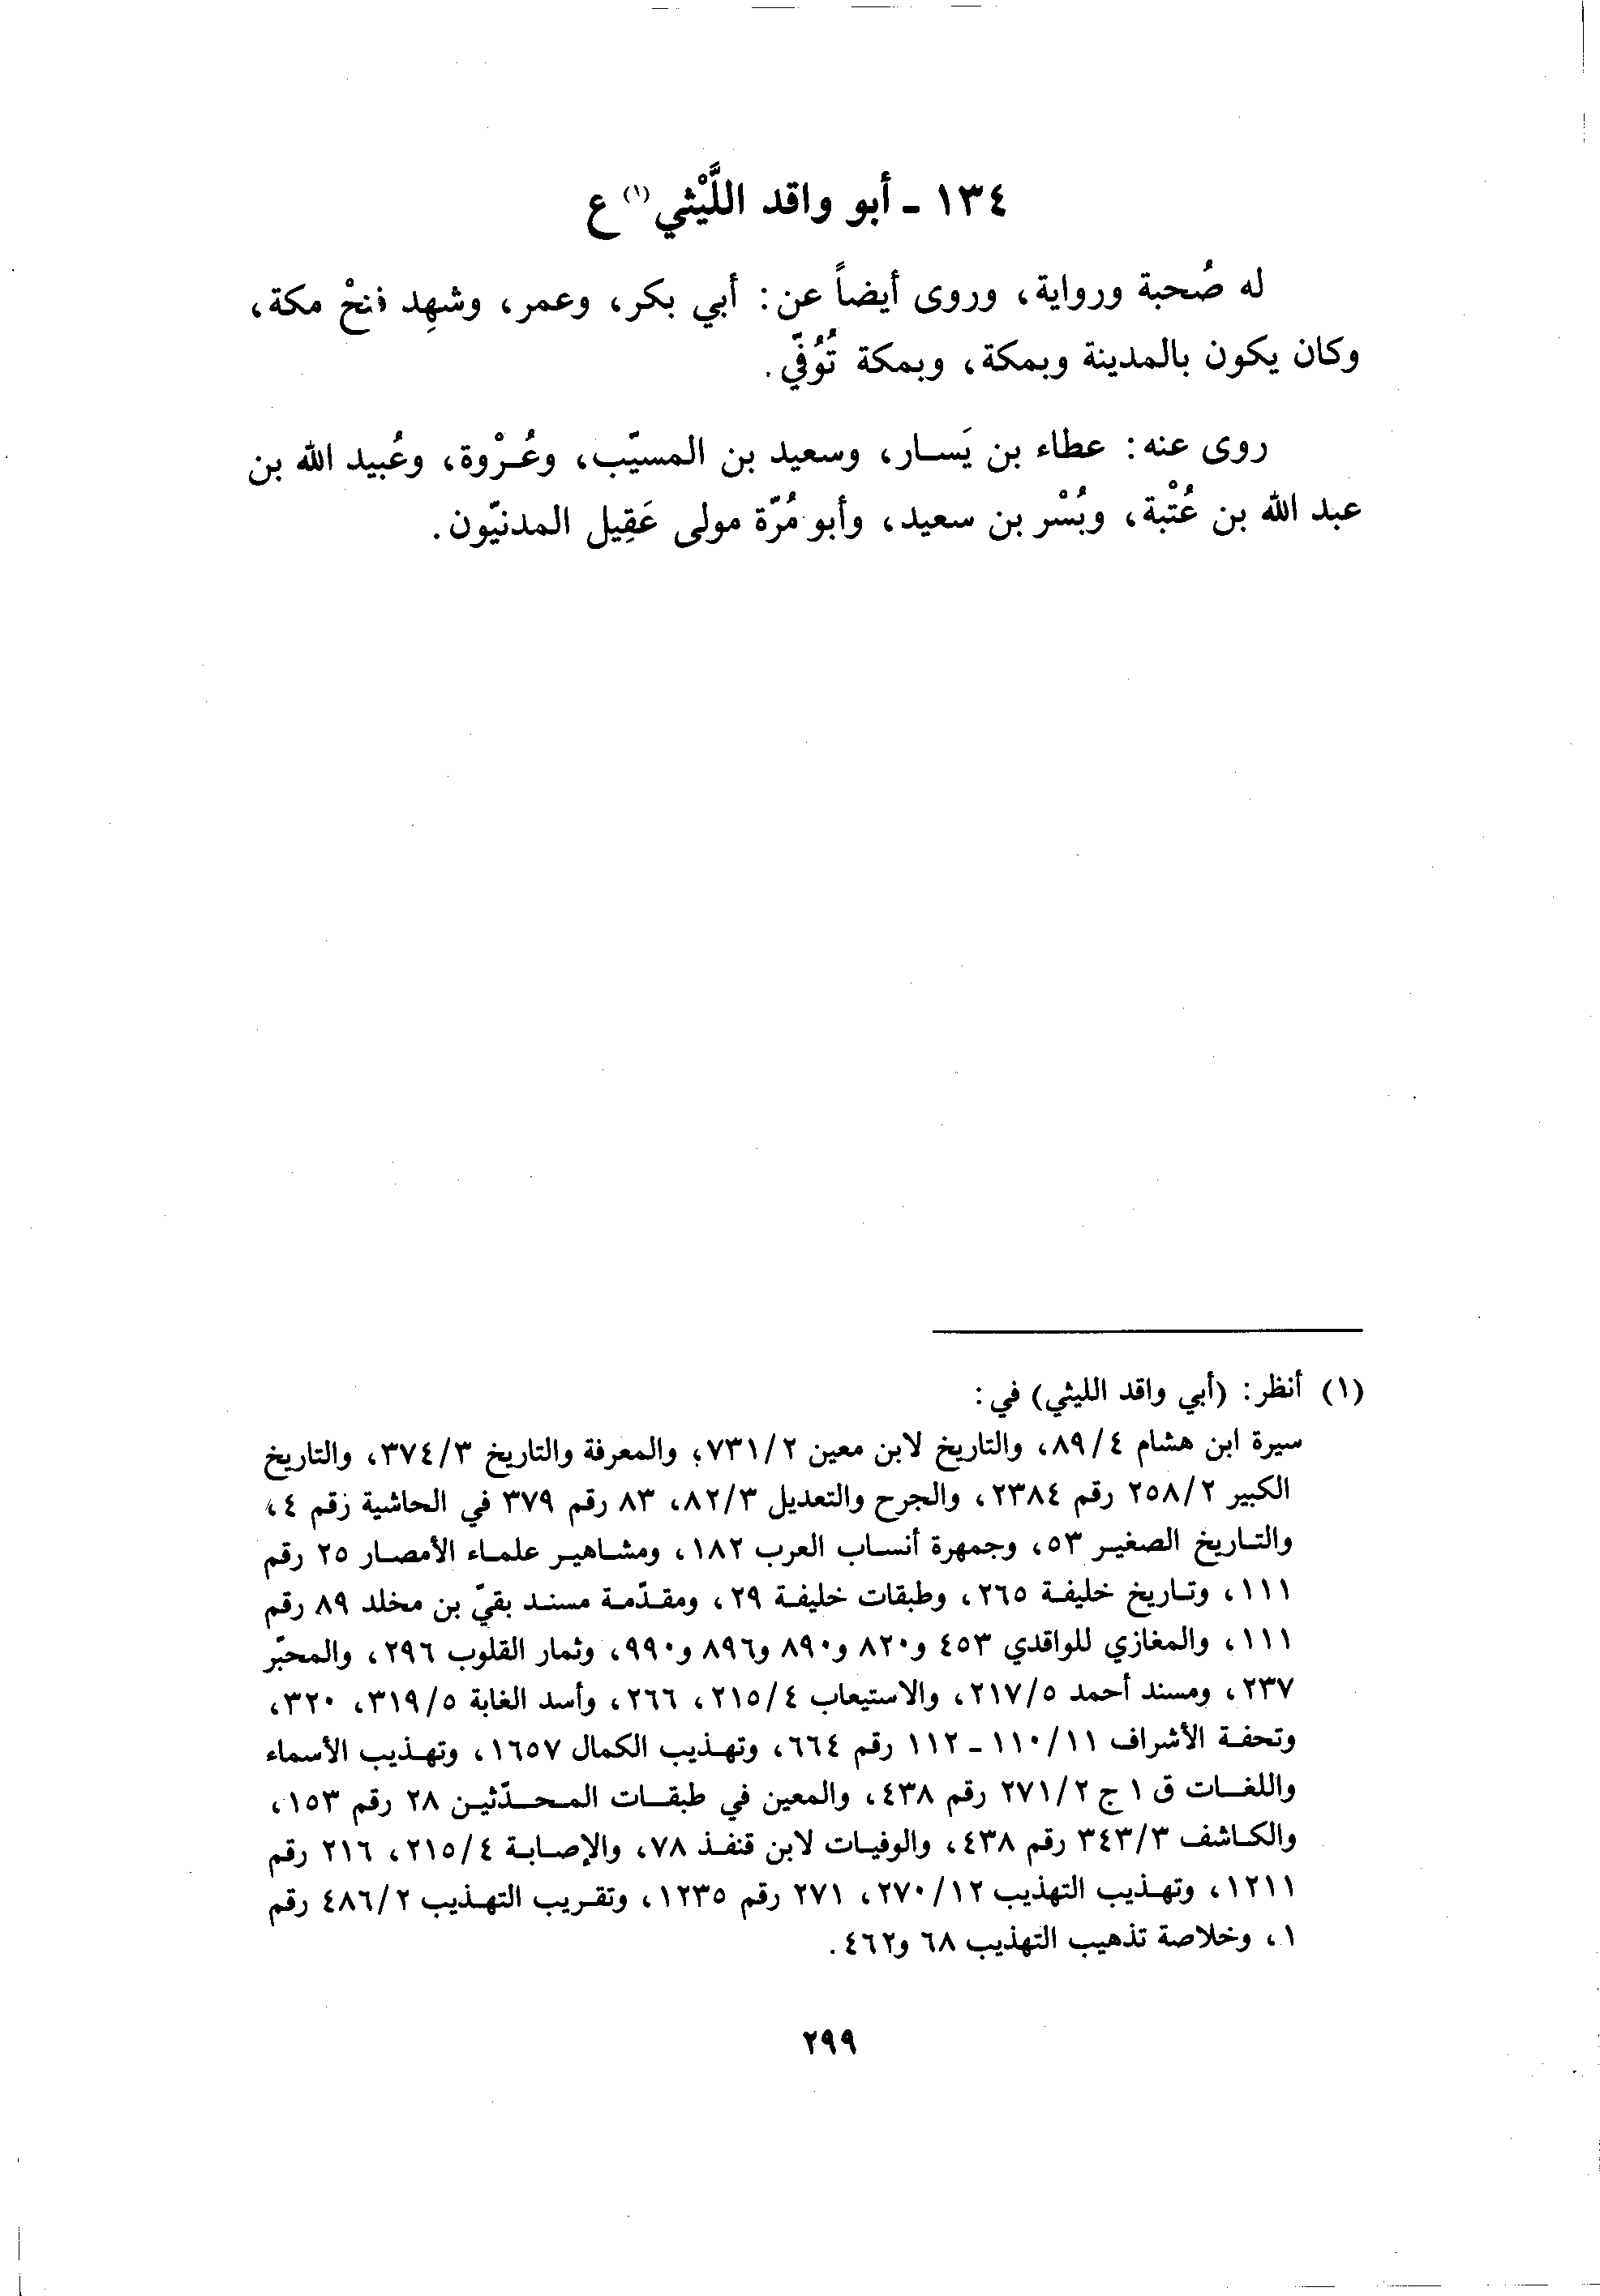 ١٣٤ - أبو واقد اللَّيْثي(١) ع
له صُحبة ورواية، وروى أيضاً عن: أبي بكر، وعمر، وشهِد فتحْ مكة،
وكان يكون بالمدينة وبمكة، وبمكة تُوُفّي.
روى عنه: عطاء بن يَسار، وسعيد بن المسيّب، وعُرْوة، وعُبيد الله بن
عبد الله بن عُتْبة، وبُسْر بن سعيد، وأبو مُرّة مولى عَقِيل المدنيّون.
(١) أنظر: (أبي واقد الليثي) في:
سيرة ابن هشام ٨٩/٤، والتاريخ لابن معين ٧٣١/٢، والمعرفة والتاريخ ٣٧٤/٣، والتاريخ
الكبير ٢٥٨/٢ رقم ٢٣٨٤، والجرح والتعديل ٨٢/٣، ٨٣ رقم ٣٧٩ في الحاشية رقم ٤،
والتاريخ الصغير ٥٣، وجمهرة أنساب العرب ١٨٢، ومشاهير علماء الأمصار ٢٥ رقم
١١١، وتاريخ خليفة ٢٦٥، وطبقات خليفة ٢٩، ومقدّمة مسند بقيّ بن مخلد ٨٩ رقم
١١١، والمغازي للواقدي ٤٥٣ و٨٢٠ و٨٩٠ و٨٩٦ و٩٩٠، وثمار القلوب ٢٩٦، والمحبّر
٢٣٧، ومسند أحمد ٢١٧/٥، والاستيعاب ٢١٥/٤، ٢٦٦، وأسد الغابة ٣١٩/٥، ٣٢٠،
وتحفة الأشراف ١١٠/١١ - ١١٢ رقم ٦٦٤، وتهذيب الكمال ١٦٥٧، وتهذيب الأسماء
واللغات ق ١ ج ٢٧١/٢ رقم ٤٣٨، والمعين في طبقات المحدّثين ٢٨ رقم ١٥٣،
والكاشف ٣٤٣/٣ رقم ٤٣٨، والوفيات لابن قنفذ ٧٨، والإصابة ٢١٥/٤، ٢١٦ رقم
١٢١١، وتهذيب التهذيب ٢٧٠/١٢، ٢٧١ رقم ١٢٣٥، وتقريب التهذيب ٤٨٦/٢ رقم
١، وخلاصة تذهيب التهذيب ٦٨ و٤٦٢.
٢٩٩